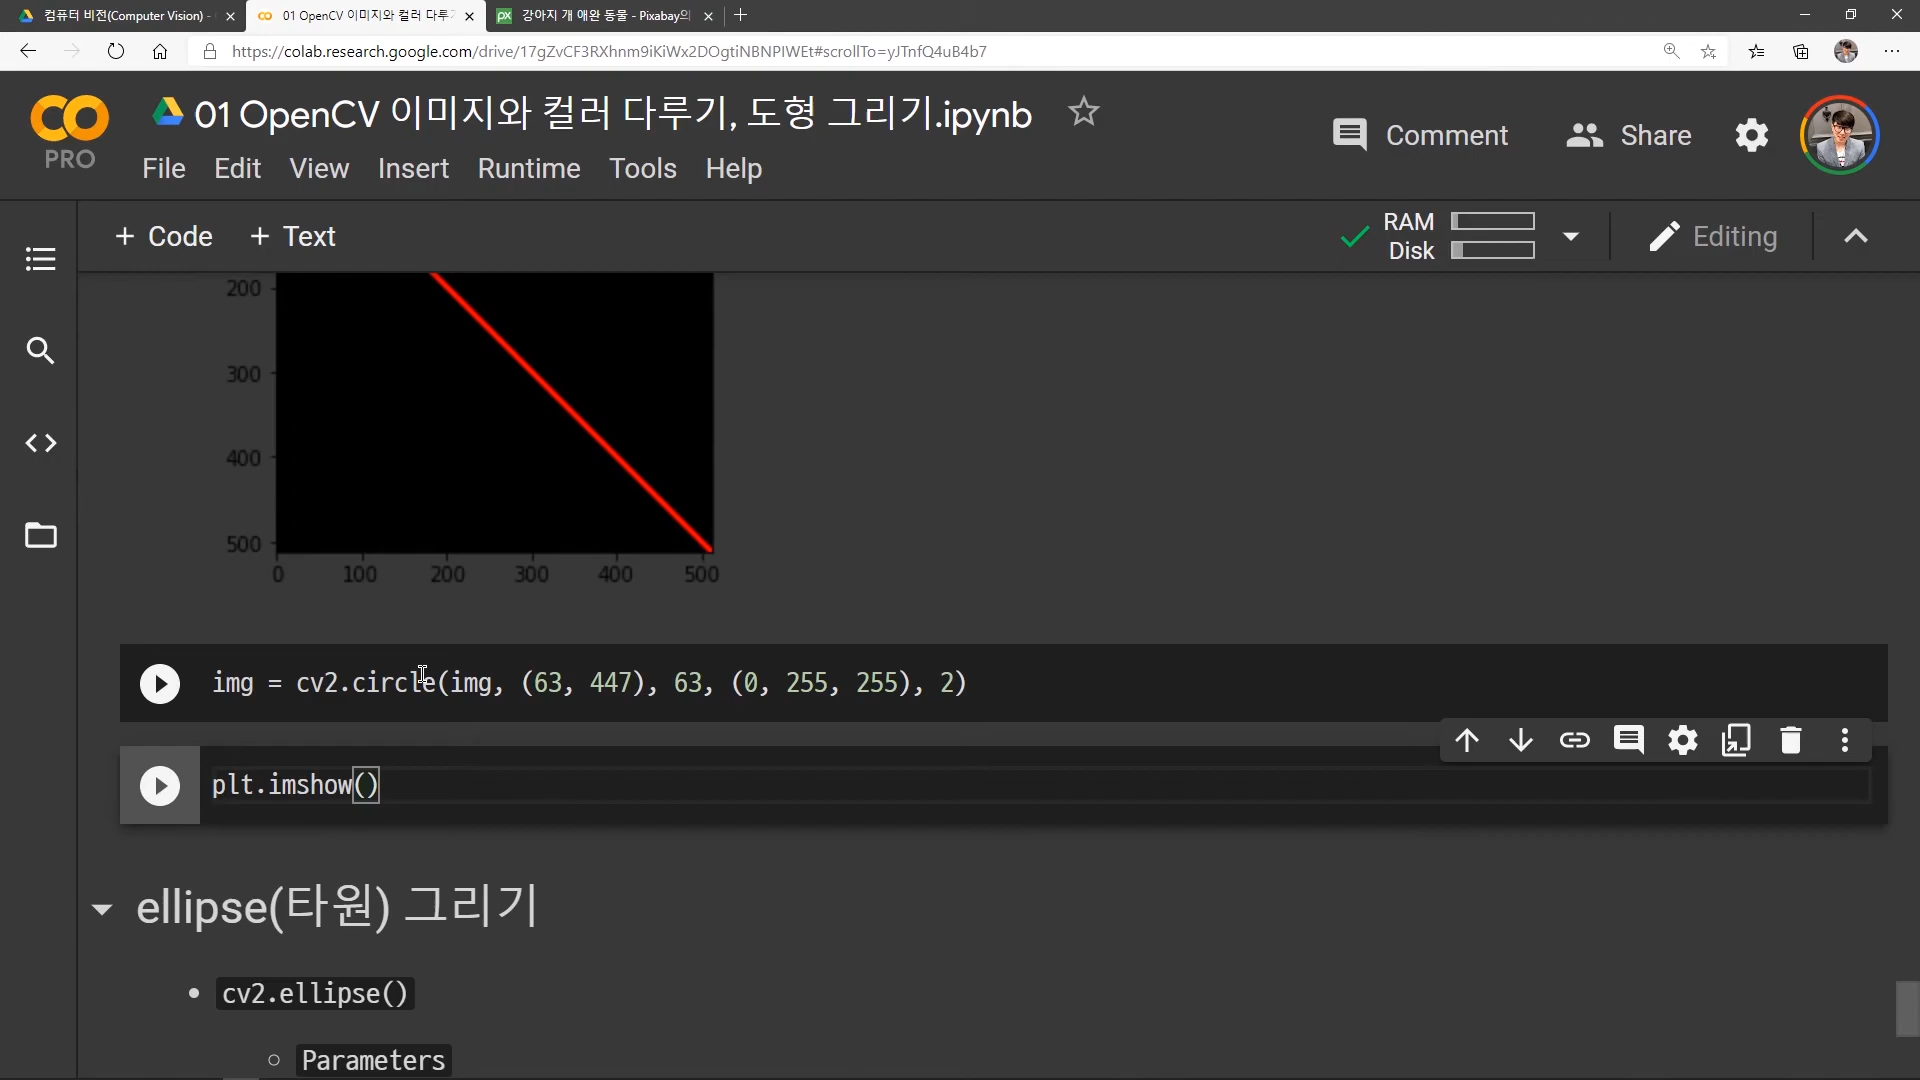 컴퓨터 비전(Computer Vision) -
01 OpenCV 이미지와 컬러 다루기
강아지 개 애완 동물 - Pixabay의
https://colab.research.google.com/drive/17gZvCF3RXhnm9iKiWx2DOgtiNBNPIWEt#scrollTo=yJTnfQ4uB4b7
PRO
01 OpenCV 이미지와 컬러 다루기, 도형 그리기.ipynb
Comment
Share
File Edit View Insert Runtime Tools Help
+ Code + Text
RAM
Disk
Editing
200
300
400
500
0 100 200 300 400 500
img = cv2.circle(img, (63, 447), 63, (0, 255, 255), 2)
plt.imshow()
ellipse(타원) 그리기
cv2.ellipse()
Parameters